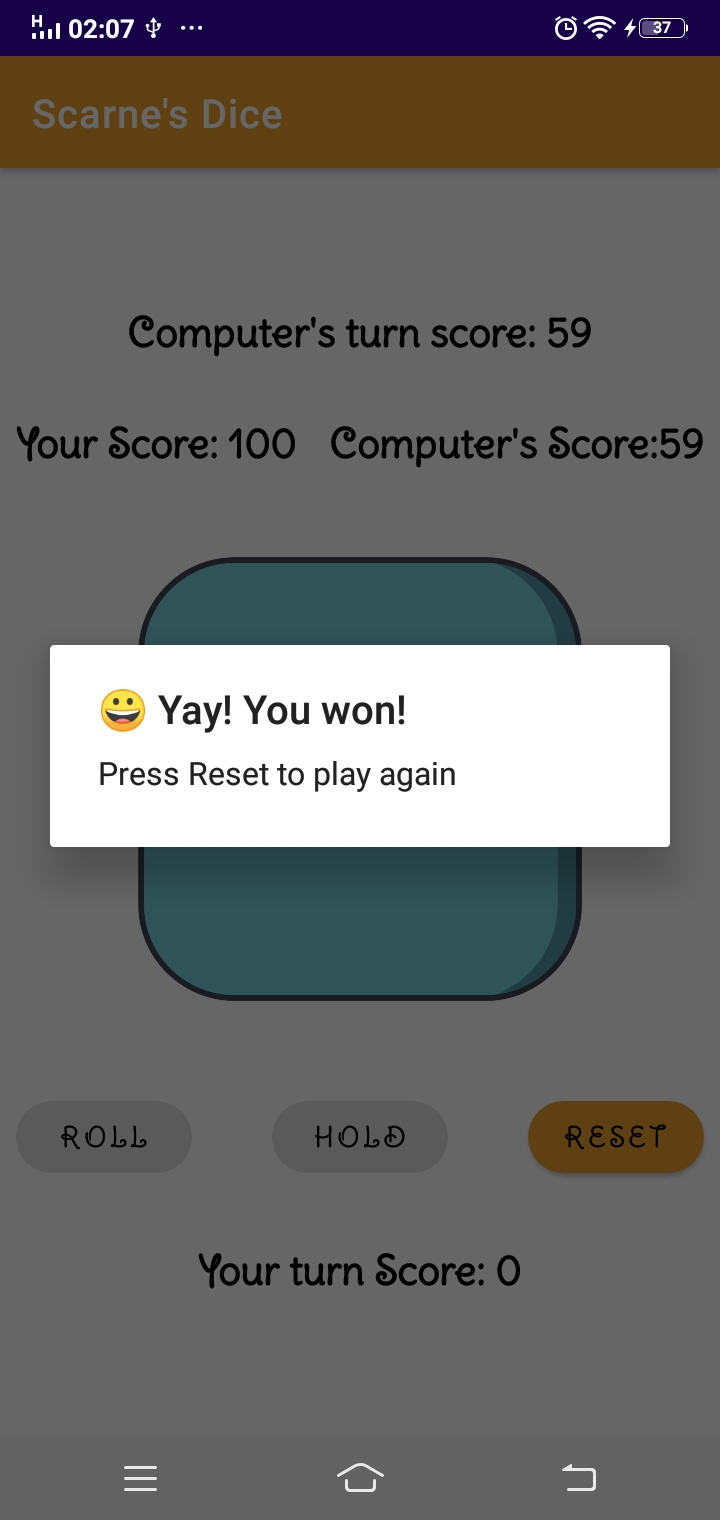 H 02:07 37
Scarne's Dice
Computer's turn score: 59
Your Score: 100 Computer's Score:59
😀 Yay! You won!
Press Reset to play again
ROLL HOLD RESET
Your turn Score: 0